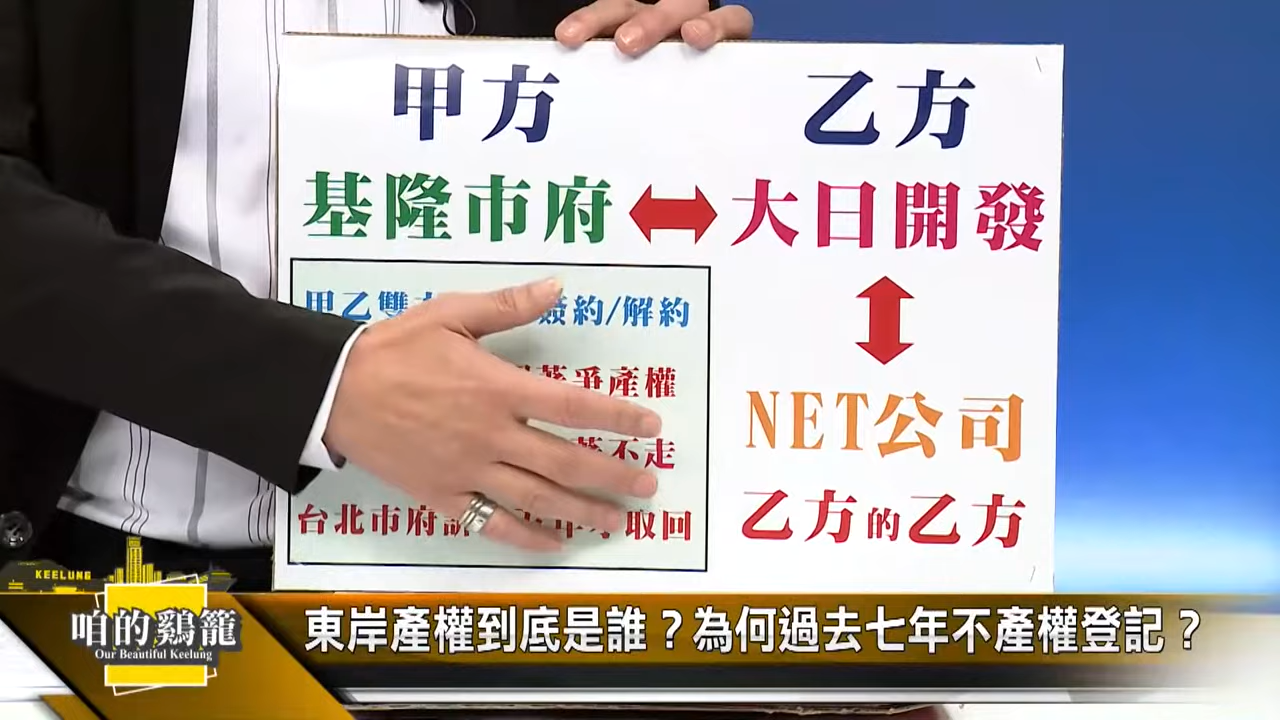 甲方
乙方
基隆市府
大日開發
甲乙雙
簽約/解約
爭產權
不走
台北市府
取回
NET公司
乙方的乙方
KEELUNG
咱的鷄籠
Our Beautiful Keelung
東岸產權到底是誰？為何過去七年不產權登記？